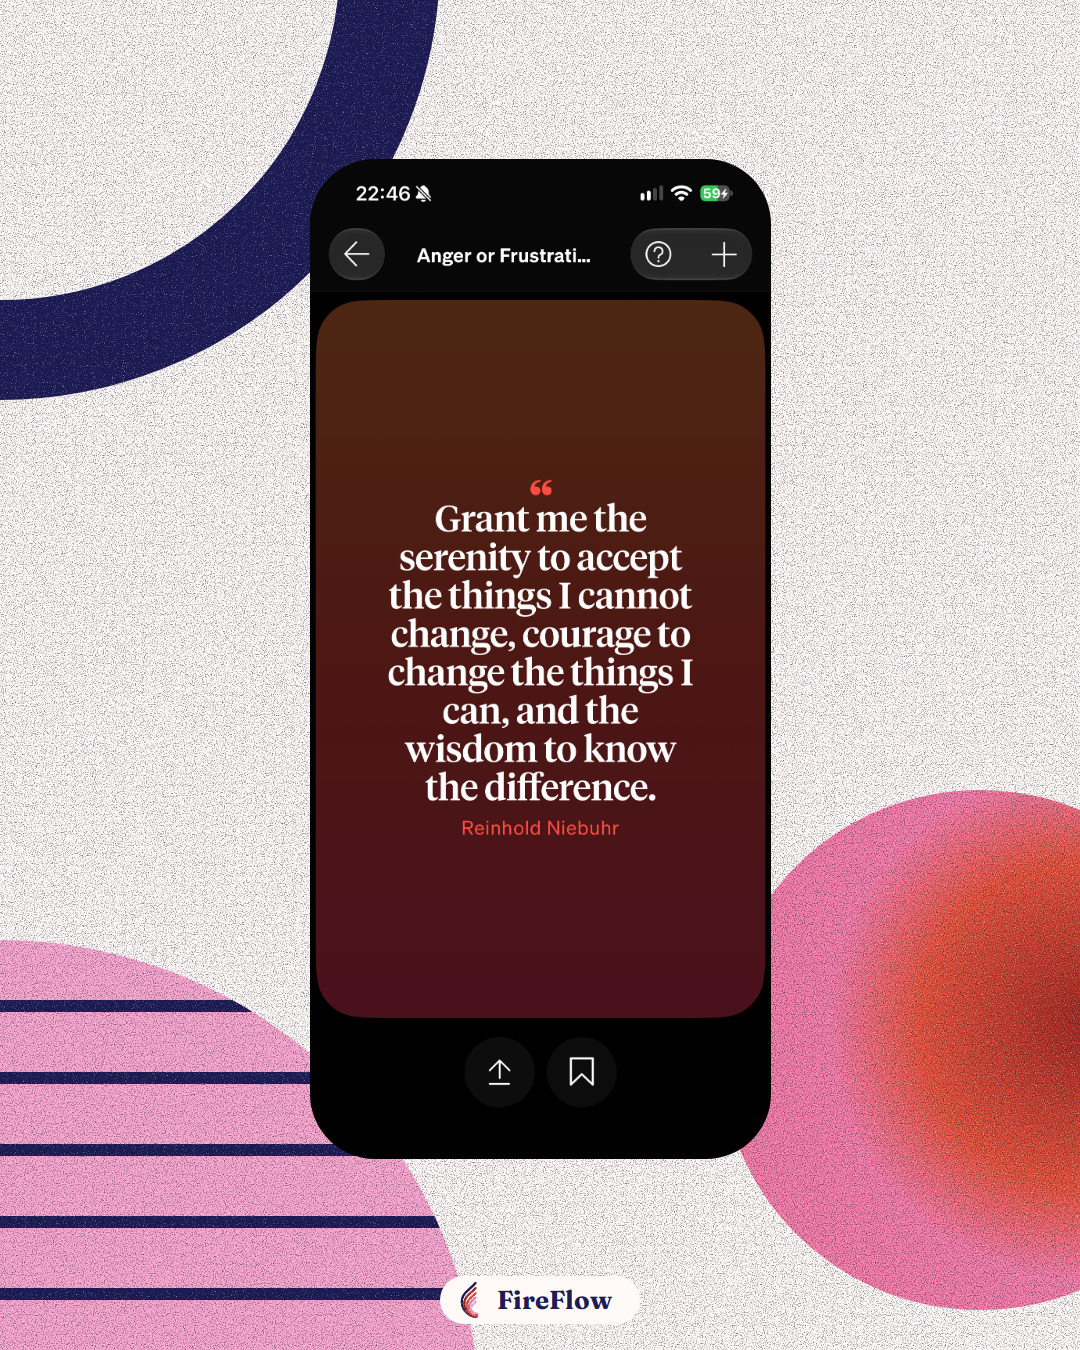 22:46
59
Anger or Frustrati...
“
Grant me the
serenity to accept
the things I cannot
change, courage to
change the things I
can, and the
wisdom to know
the difference.
Reinhold Niebuhr
FireFlow